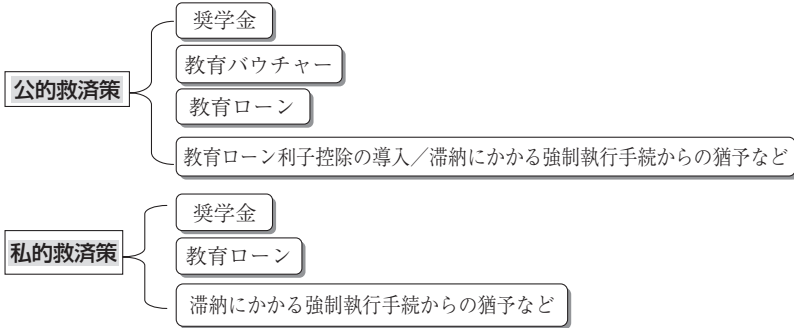 公的救済策
奨学金
教育バウチャー
教育ローン
教育ローン利子控除の導入／滞納にかかる強制執行手続からの猶予など
私的救済策
奨学金
教育ローン
滞納にかかる強制執行手続からの猶予など